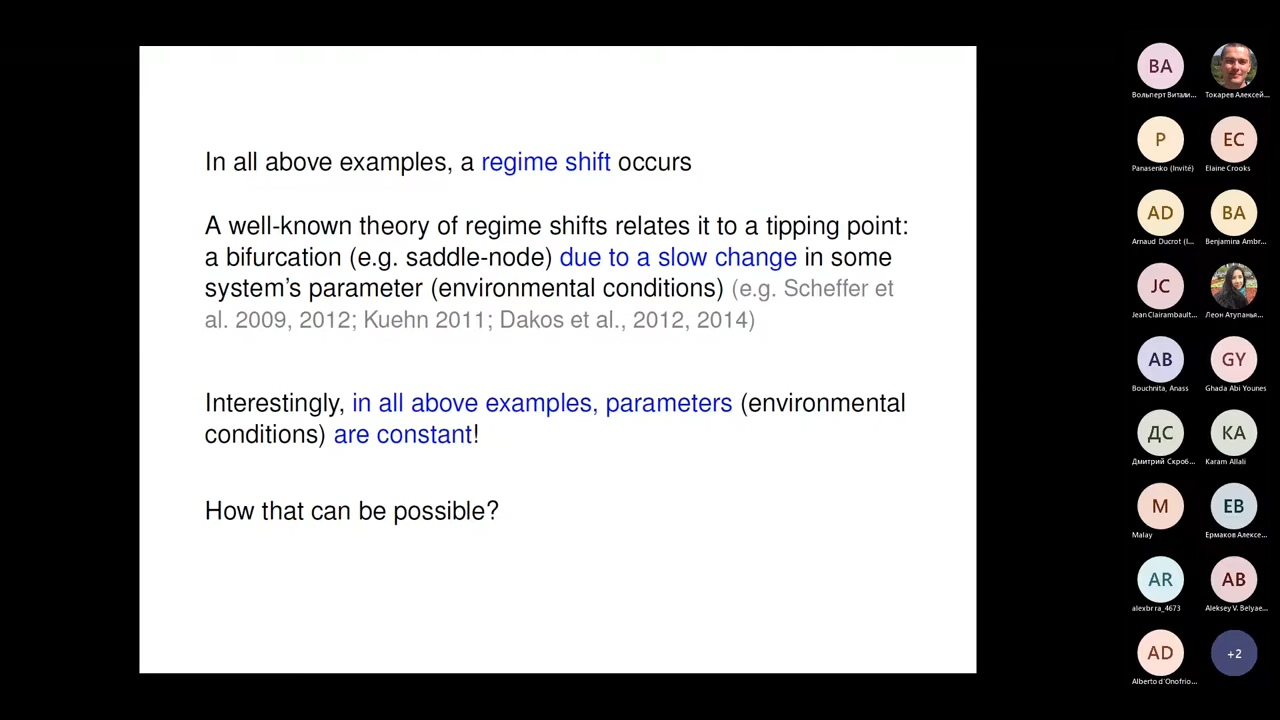 In all above examples, a regime shift occurs
A well-known theory of regime shifts relates it to a tipping point:
a bifurcation (e.g. saddle-node) due to a slow change in some
system's parameter (environmental conditions) (e.g. Scheffer et
al. 2009, 2012; Kuehn 2011; Dakos et al., 2012, 2014)
Interestingly, in all above examples, parameters (environmental
conditions) are constant!
How that can be possible?
ВА
Вольперт Витали...
Токарев Алексей...
P
Panasenko (Invité)
EC
Elaine Crooks
AD
Arnaud Ducrot (I...
BA
Benjamina Ambr...
JC
Jean Clairambault...
Леон Атупанья...
AB
Bouchnita, Anass
GY
Ghada Abi Younes
ДС
Дмитрий Скроб...
KA
Karam Allali
M
Malay
ЕВ
Ермаков Алексе...
AR
alexbr ra_4673
AB
Aleksey V. Belyae...
AD
Alberto d'Onofrio...
+2